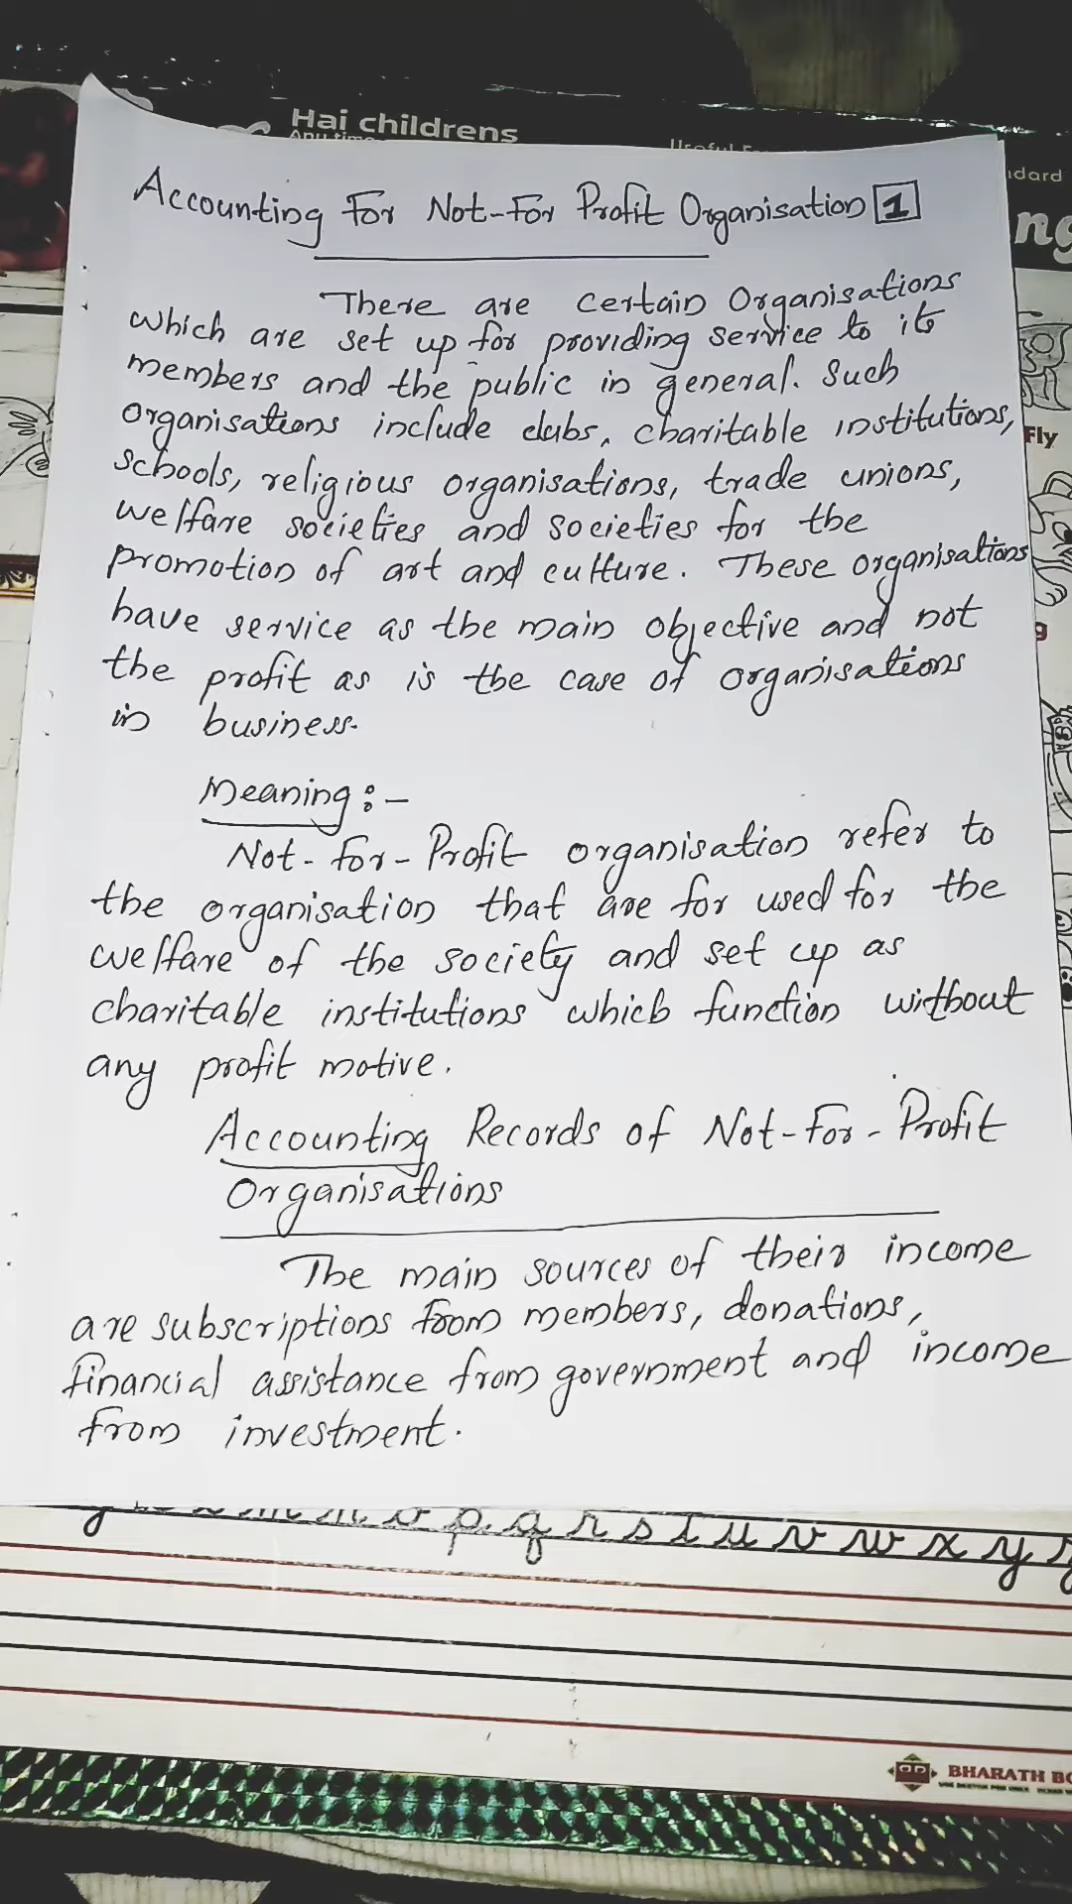 Hai childrens
Accounting For Not-For Profit Organisation 1
There are certain Organisations
which are set up for providing service to its
members and the public in general. Such
organisations include clubs, charitable institutions,
schools, religious organisations, trade unions,
welfare societies and societies for the
promotion of art and culture. These organisations
have service as the main objective and not
the profit as is the case of organisations
in business.
Meaning :-
Not-for-Profit organisation refer to
the organisation that are for used for the
welfare of the society and set up as
charitable institutions which function without
any profit motive.
Accounting Records of Not-For-Profit
Organisations
The main sources of their income
are subscriptions from members, donations,
financial assistance from government and income
from investment.
Fly
o p q r s t u v w x y z
BHARATH BO